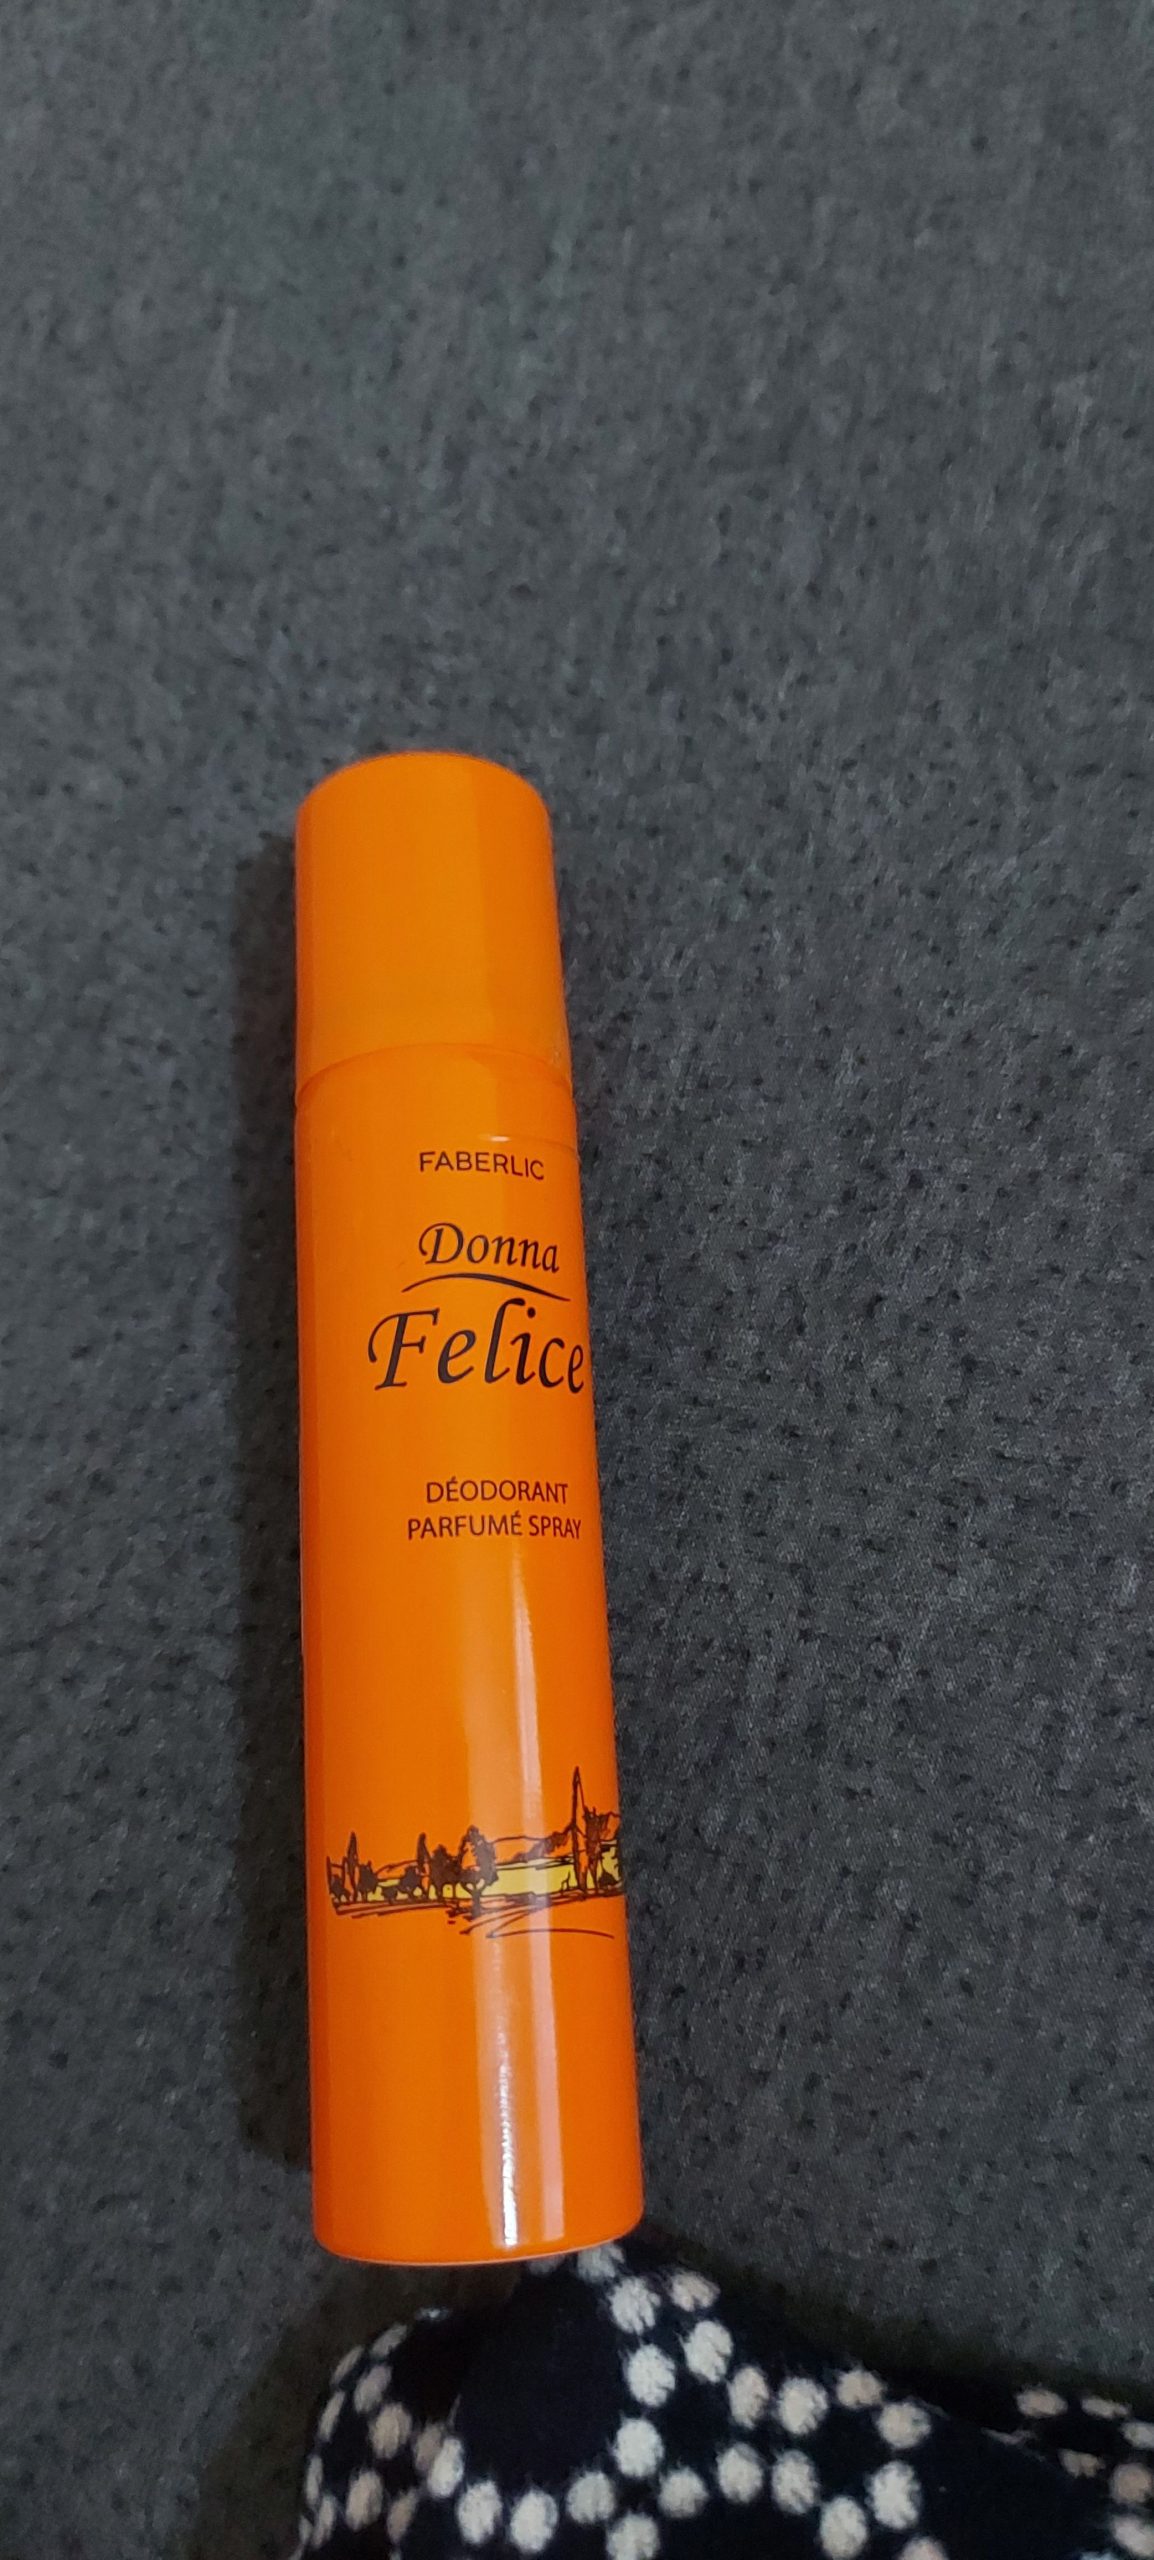 FABERLIC
Donna
Felice
DÉODORANT
PARFUMÉ SPRAY